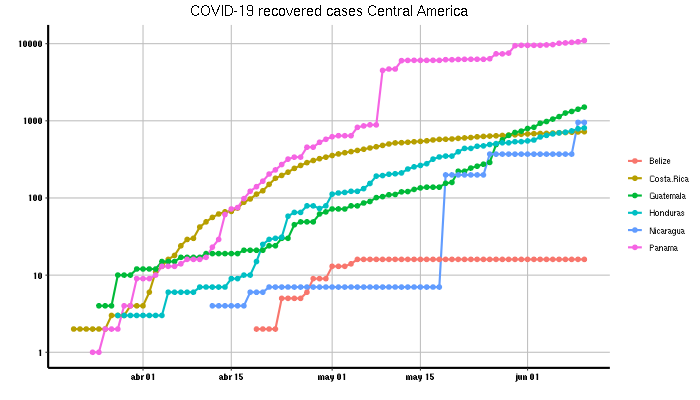 COVID-19 recovered cases Central America
10000
1000
100
10
1
abr 01 abr 15 may 01 may 15 jun 01
Belize
Costa.Rica
Guatemala
Honduras
Nicaragua
Panama